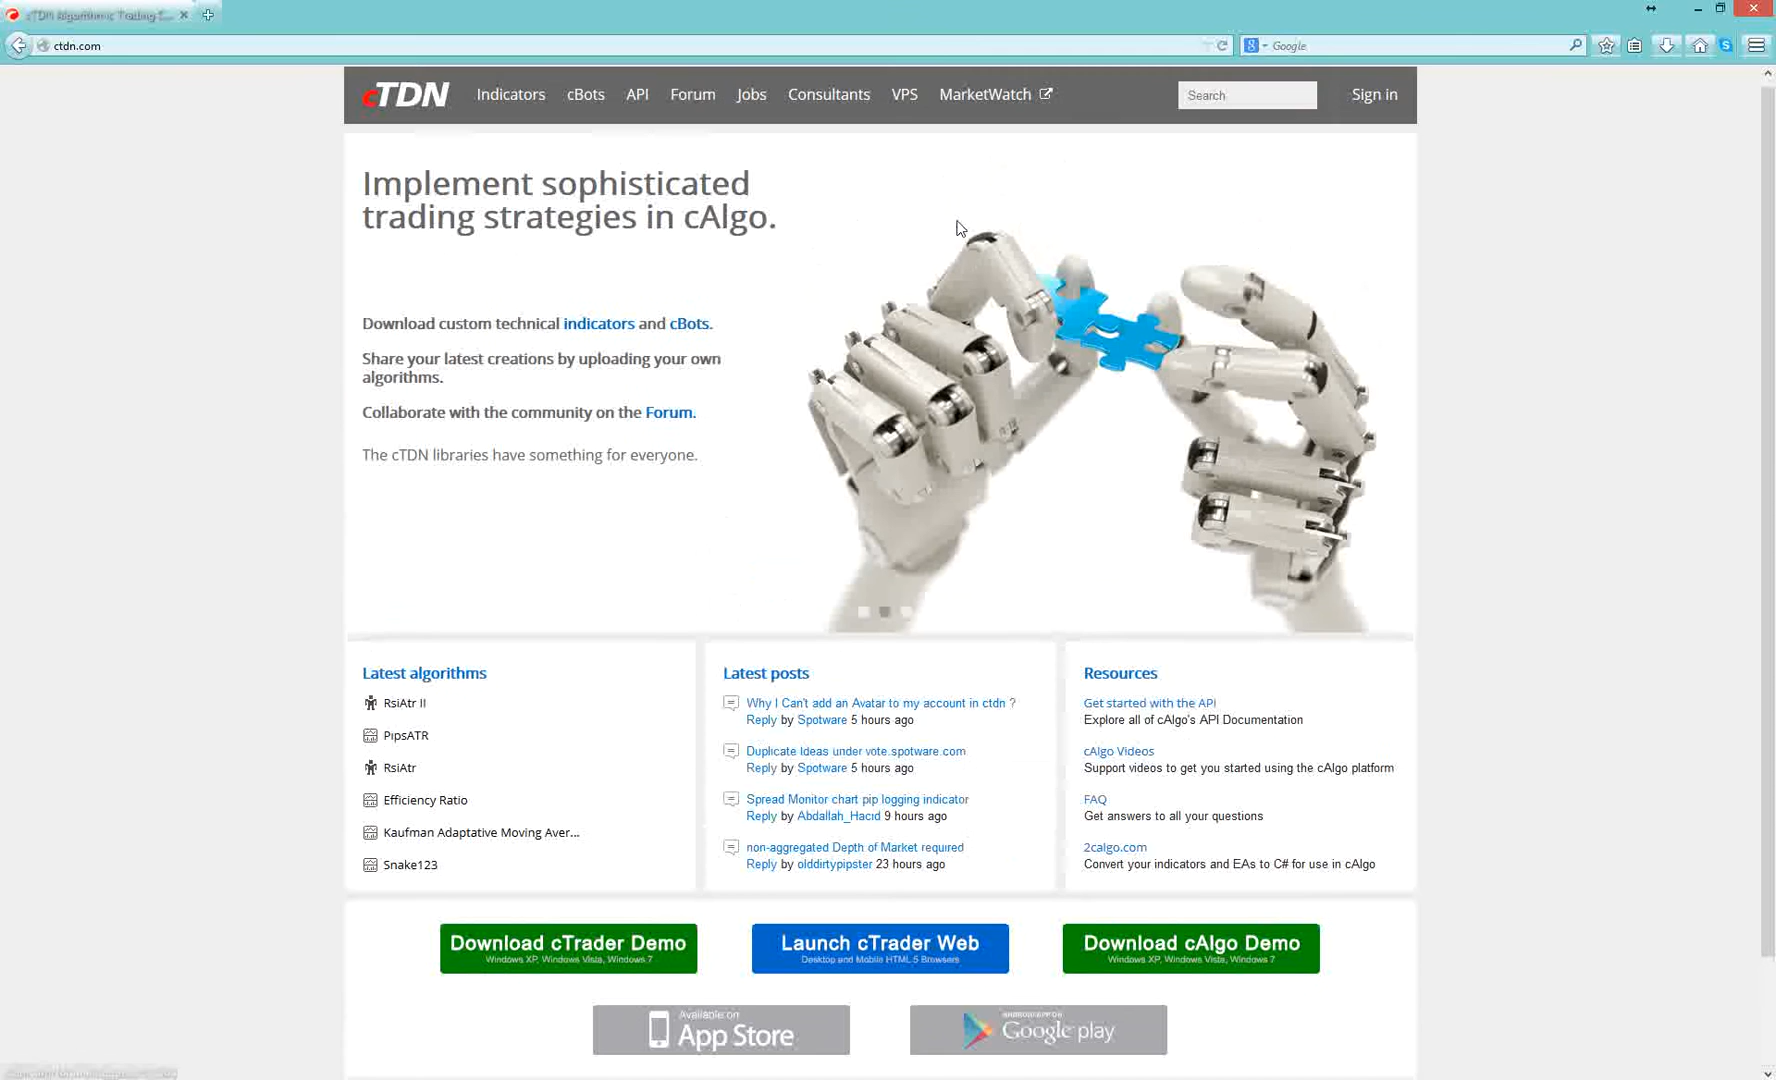 cTDN Algorithmic Trading C...
ctdn.com
Google
cTDN
Indicators
cBots
API
Forum
Jobs
Consultants
VPS
MarketWatch
Search
Sign in
Implement sophisticated
trading strategies in cAlgo.
Download custom technical indicators and cBots.
Share your latest creations by uploading your own
algorithms.
Collaborate with the community on the Forum.
The cTDN libraries have something for everyone.
Latest algorithms
RsiAtr II
PipsATR
RsiAtr
Efficiency Ratio
Kaufman Adaptative Moving Aver...
Snake123
Latest posts
Why I Can't add an Avatar to my account in ctdn ?
Reply by Spotware 5 hours ago
Duplicate Ideas under vote.spotware.com
Reply by Spotware 5 hours ago
Spread Monitor chart pip logging indicator
Reply by Abdallah_Hacid 9 hours ago
non-aggregated Depth of Market required
Reply by olddirtypipster 23 hours ago
Resources
Get started with the API
Explore all of cAlgo's API Documentation
cAlgo Videos
Support videos to get you started using the cAlgo platform
FAQ
Get answers to all your questions
2calgo.com
Convert your indicators and EAs to C# for use in cAlgo
Download cTrader Demo
Windows XP, Windows Vista, Windows 7
Launch cTrader Web
Desktop and Mobile HTML 5 Browsers
Download cAlgo Demo
Windows XP, Windows Vista, Windows 7
Available on
App Store
ANDROID APP ON
Google play